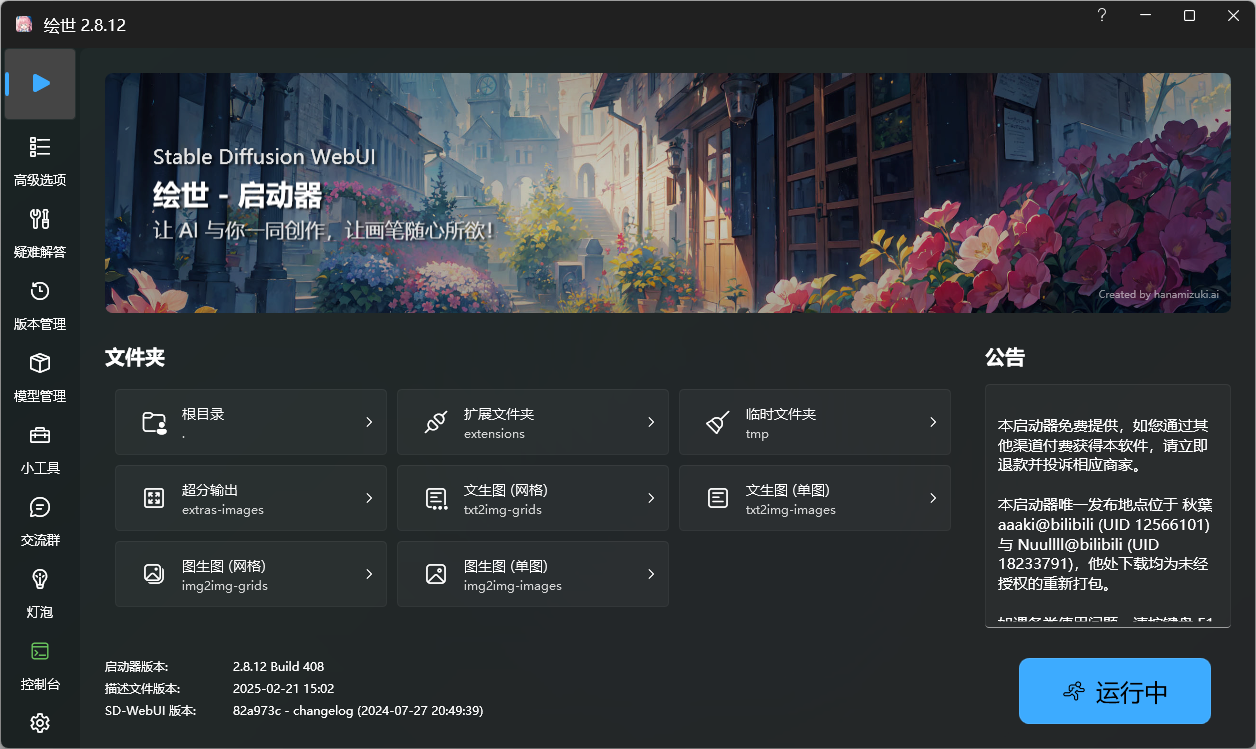 绘世 2.8.12
高级选项
疑难解答
版本管理
模型管理
小工具
交流群
灯泡
控制台
Stable Diffusion WebUI
绘世 - 启动器
让 AI 与你一同创作，让画笔随心所欲！
Created by hanamizuki.ai
文件夹
根目录
.
扩展文件夹
extensions
临时文件夹
tmp
超分输出
extras-images
文生图 (网格)
txt2img-grids
文生图 (单图)
txt2img-images
图生图 (网格)
img2img-grids
图生图 (单图)
img2img-images
公告
本启动器免费提供，如您通过其
他渠道付费获得本软件，请立即
退款并投诉相应商家。
本启动器唯一发布地点位于 秋葉
aaaki@bilibili (UID 12566101)
与 Nuullll@bilibili (UID
18233791)，他处下载均为未经
授权的重新打包。
启动器版本: 2.8.12 Build 408
描述文件版本: 2025-02-21 15:02
SD-WebUI 版本: 82a973c - changelog (2024-07-27 20:49:39)
运行中